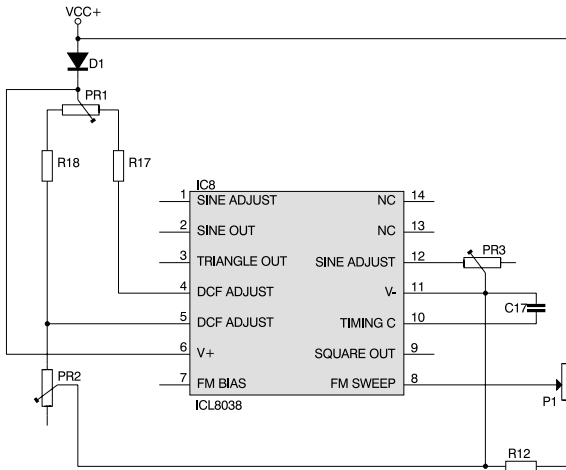 VCC+
D1
PR1
R18
R17
IC8
1 SINE ADJUST NC 14
2 SINE OUT NC 13
3 TRIANGLE OUT SINE ADJUST 12 PR3
4 DCF ADJUST V- 11
5 DCF ADJUST TIMING C 10 C17
6 V+ SQUARE OUT 9
7 FM BIAS FM SWEEP 8
PR2
ICL8038
P1
R12